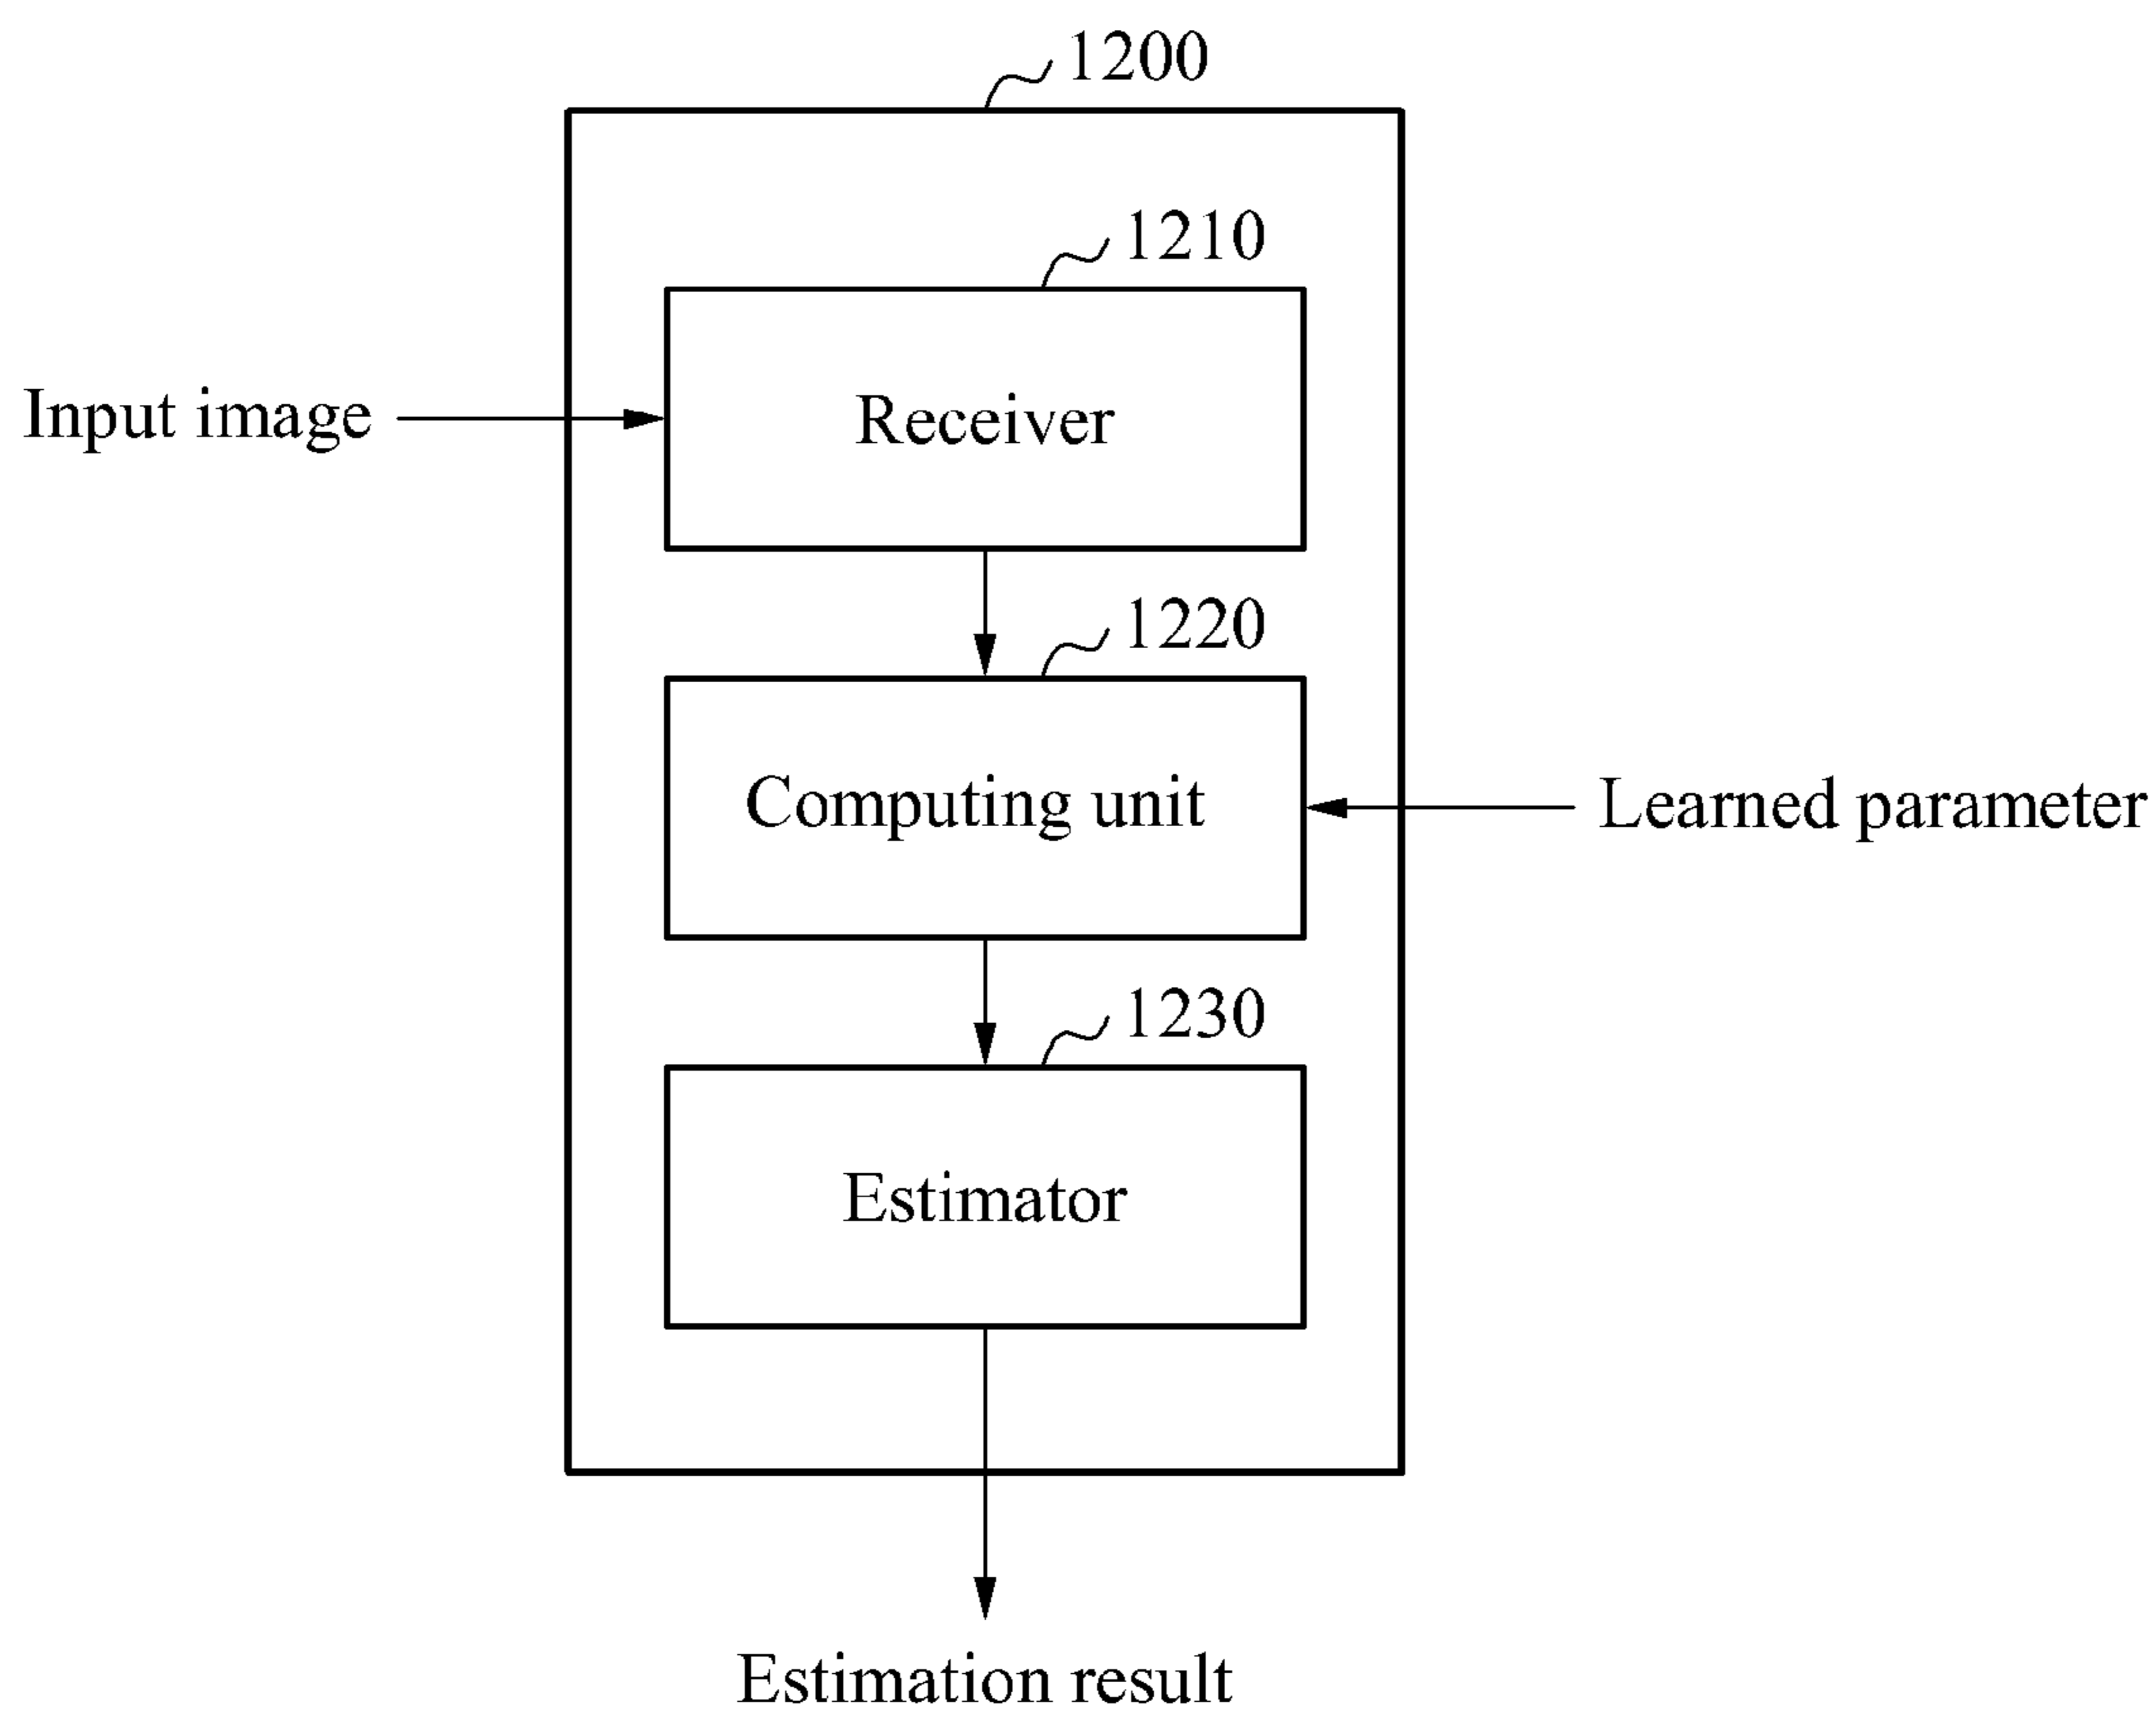 1200
1210
Input image
Receiver
1220
Computing unit
Learned parameter
1230
Estimator
Estimation result